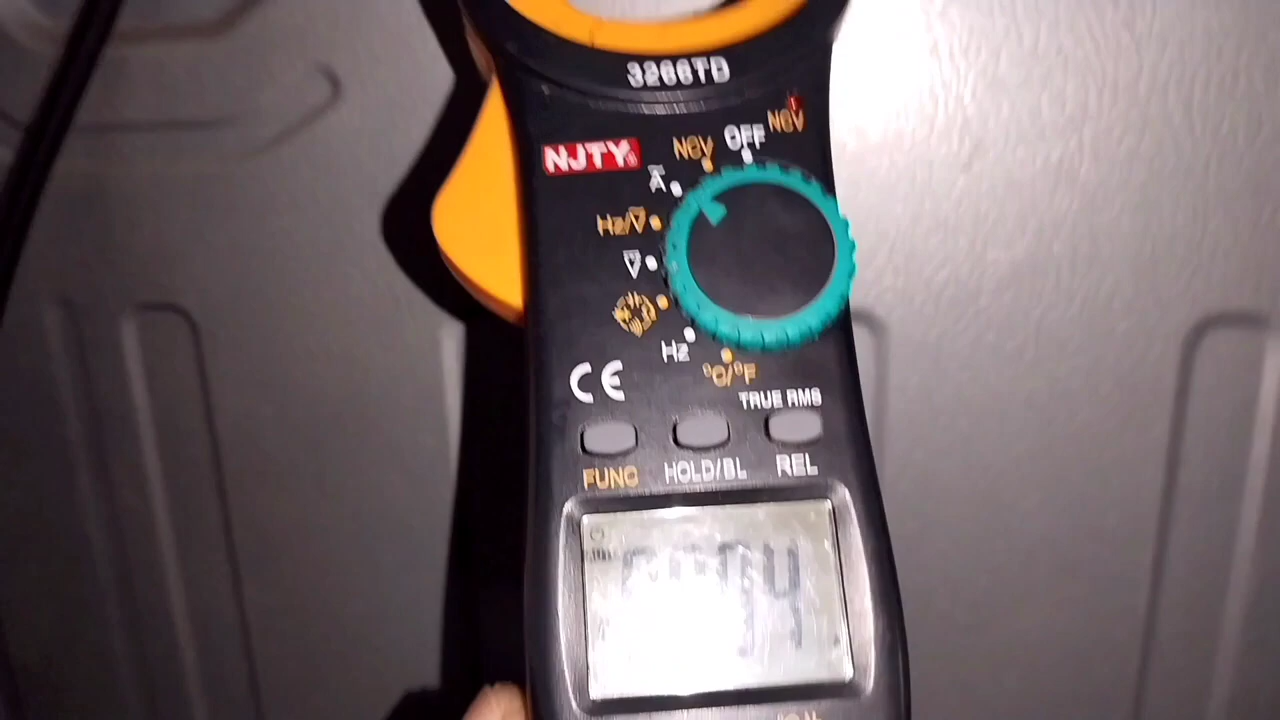 3266TD
NCV
OFF
NCV
NJTY
A
Hz/V
V
Hz
°C/°F
CE
TRUE RMS
FUNC
HOLD/BL
REL